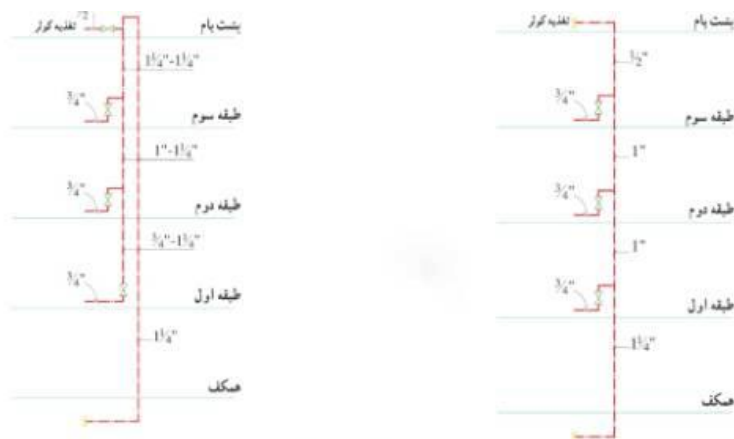 1/2"
تغذیه کولر
پشت بام
1¼"-1¼"
¾"
طبقه سوم
1"-1¼"
¾"
طبقه دوم
¾"-1¼"
¾"
طبقه اول
1¼"
همکف
تغذیه کولر
پشت بام
½"
¾"
طبقه سوم
1"
¾"
طبقه دوم
1"
¾"
طبقه اول
1¼"
همکف